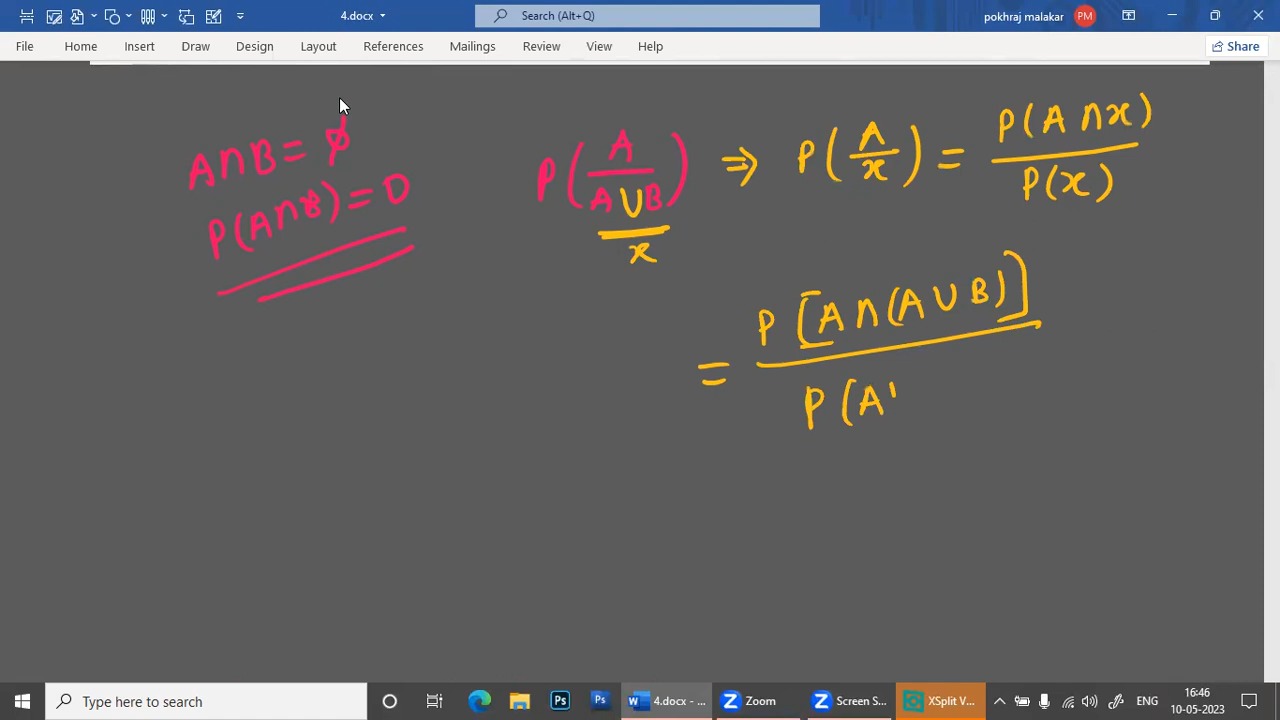 4.docx
Search (Alt+Q)
pokhraj malakar PM
File Home Insert Draw Design Layout References Mailings Review View Help Share
A∩B = ϕ
P(A∩B) = 0
P(A/(A∪B)) ⇒ P(A/x) = P(A∩x)/P(x)
x
= P[A∩(A∪B)]
P(A'
Type here to search
4.docx - ... Zoom Screen S... XSplit V... ENG 16:46
10-05-2023